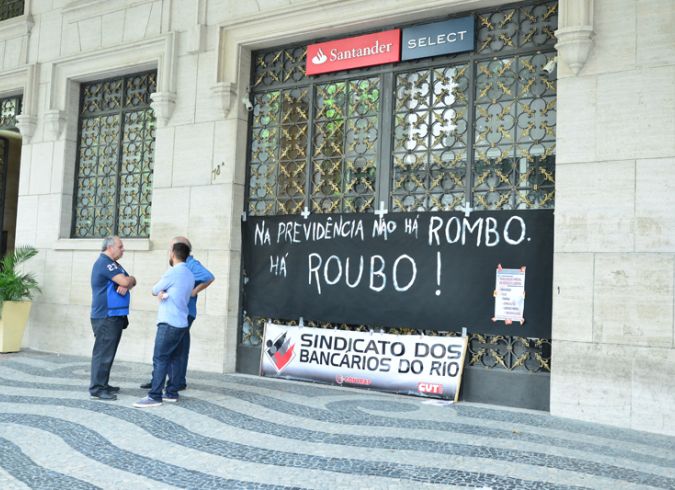 Santander
SELECT
NA PREVIDÊNCIA NÃO HÁ ROMBO.
HÁ ROUBO!
SINDICATO DOS
BANCÁRIOS DO RIO
CUT